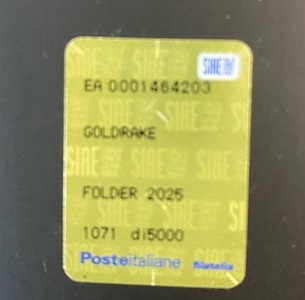 SIAE
EA 0001464203
GOLDRAKE
FOLDER 2025
1071 di5000
Posteitaliane filatelia